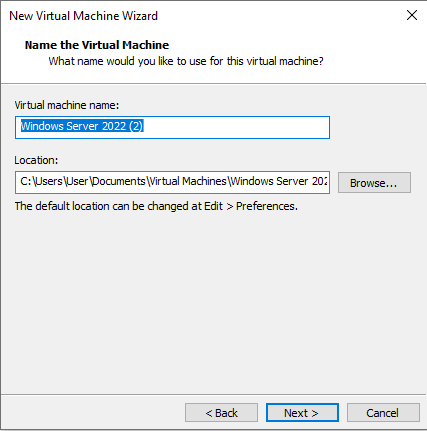 New Virtual Machine Wizard
Name the Virtual Machine
What name would you like to use for this virtual machine?
Virtual machine name:
Windows Server 2022 (2)
Location:
C:\Users\User\Documents\Virtual Machines\Windows Server 202
Browse...
The default location can be changed at Edit > Preferences.
< Back
Next >
Cancel